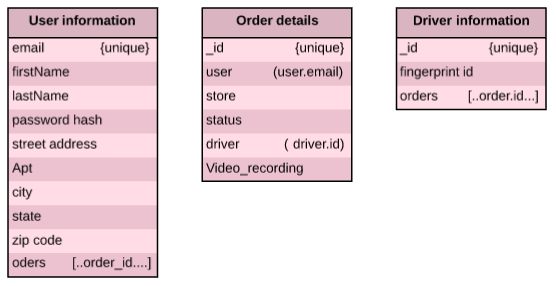 User information
email {unique}
firstName
lastName
password hash
street address
Apt
city
state
zip code
oders [..order_id....]
Order details
_id {unique}
user (user.email)
store
status
driver ( driver.id)
Video_recording
Driver information
_id {unique}
fingerprint id
orders [..order.id...]